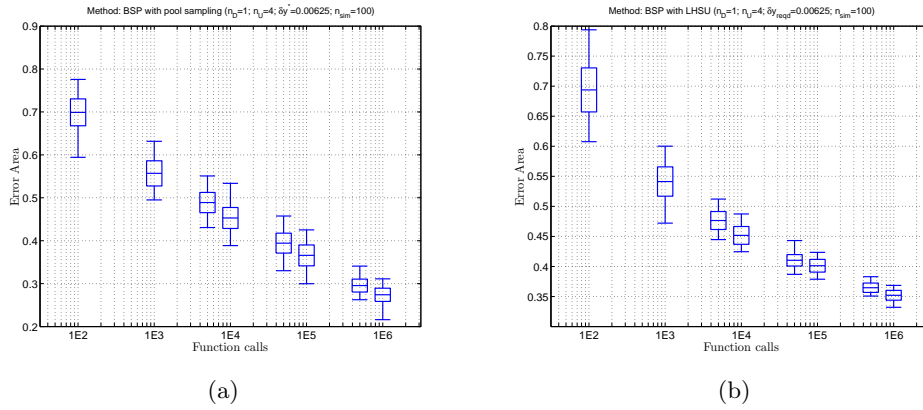 Method: BSP with pool sampling (n_D=1; n_U=4; δy*=0.00625; n_sim=100)
0.9
0.8
0.7
0.6
0.5
0.4
0.3
0.2
Error Area
1E2 1E3 1E4 1E5 1E6
Function calls
(a)
Method: BSP with LHSU (n_D=1; n_U=4; δy_reqd=0.00625; n_sim=100)
0.8
0.75
0.7
0.65
0.6
0.55
0.5
0.45
0.4
0.35
Error Area
1E2 1E3 1E4 1E5 1E6
Function calls
(b)